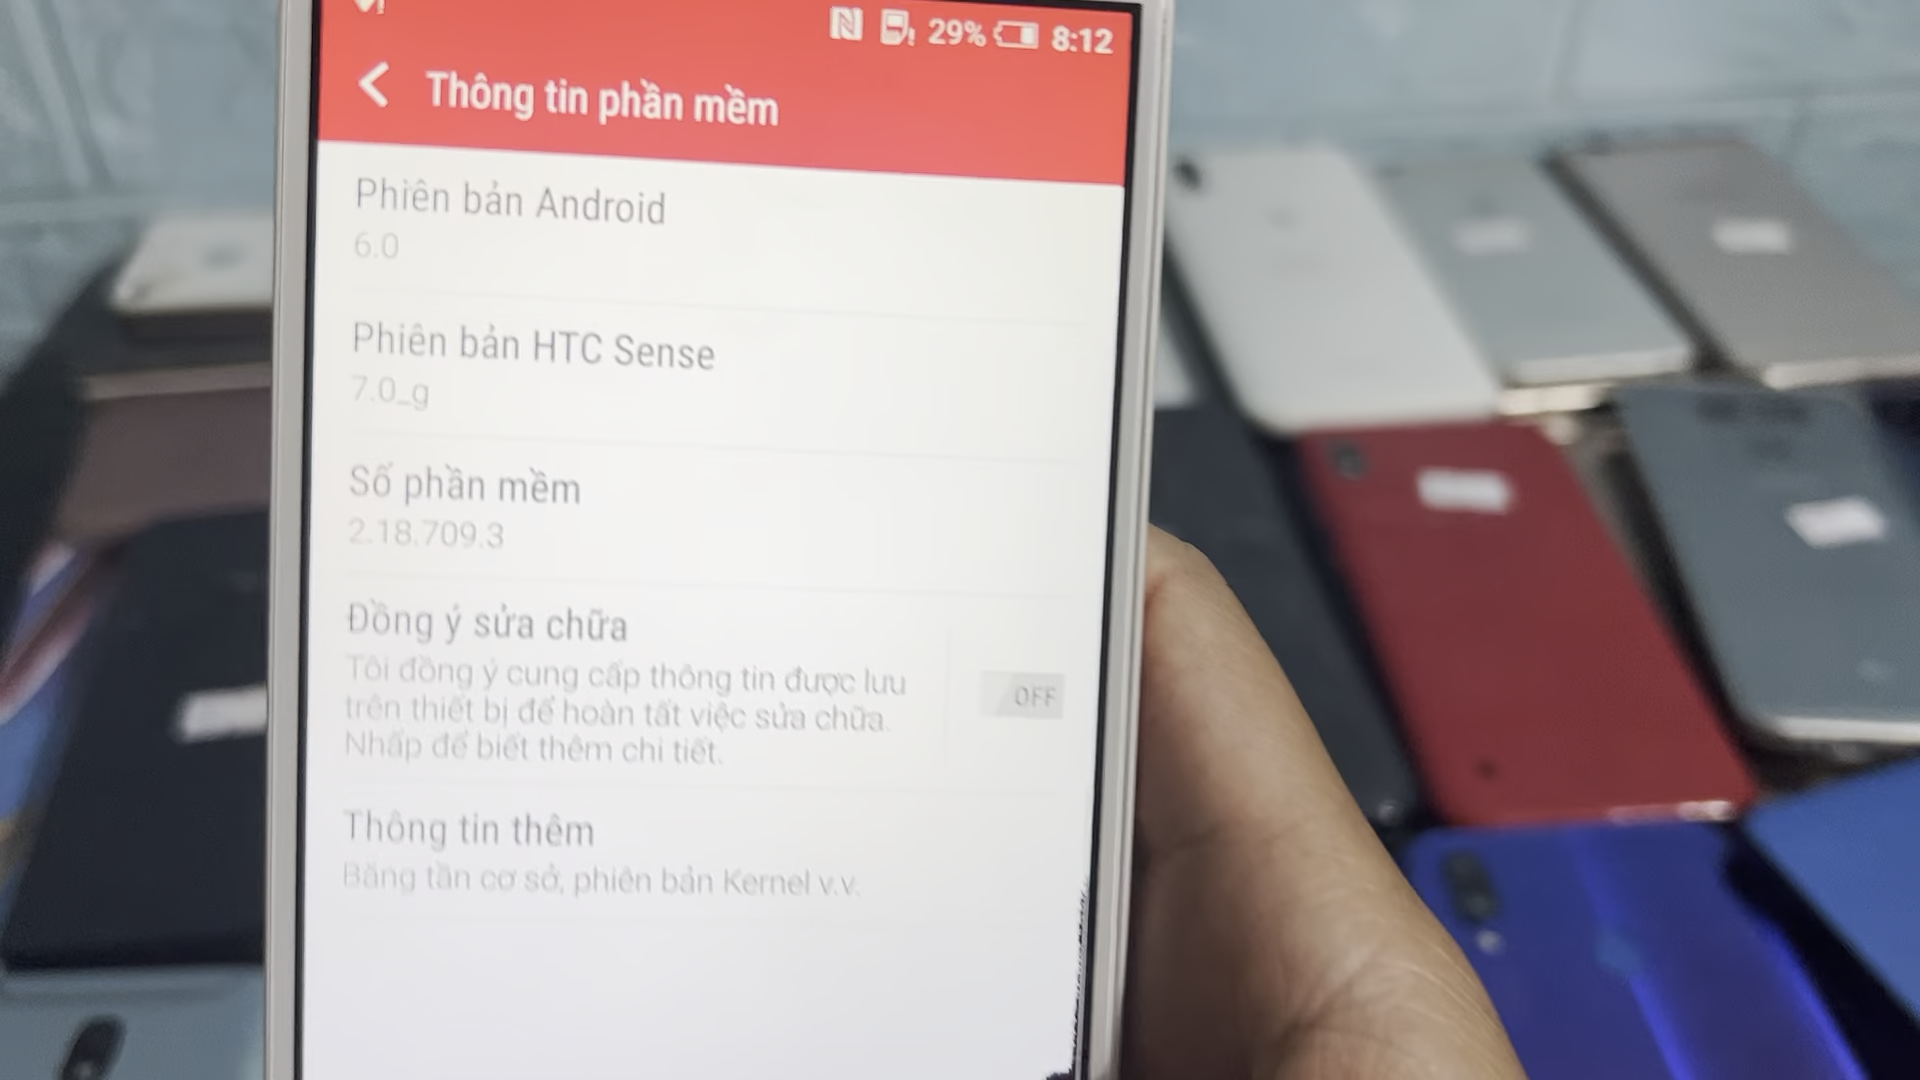 29% 8:12
Thông tin phần mềm
Phiên bản Android
6.0
Phiên bản HTC Sense
7.0_g
Số phần mềm
2.18.709.3
Đồng ý sửa chữa
Tôi đồng ý cung cấp thông tin được lưu
trên thiết bị để hoàn tất việc sửa chữa.
Nhấp để biết thêm chi tiết.
OFF
Thông tin thêm
Băng tần cơ sở, phiên bản Kernel v.v.